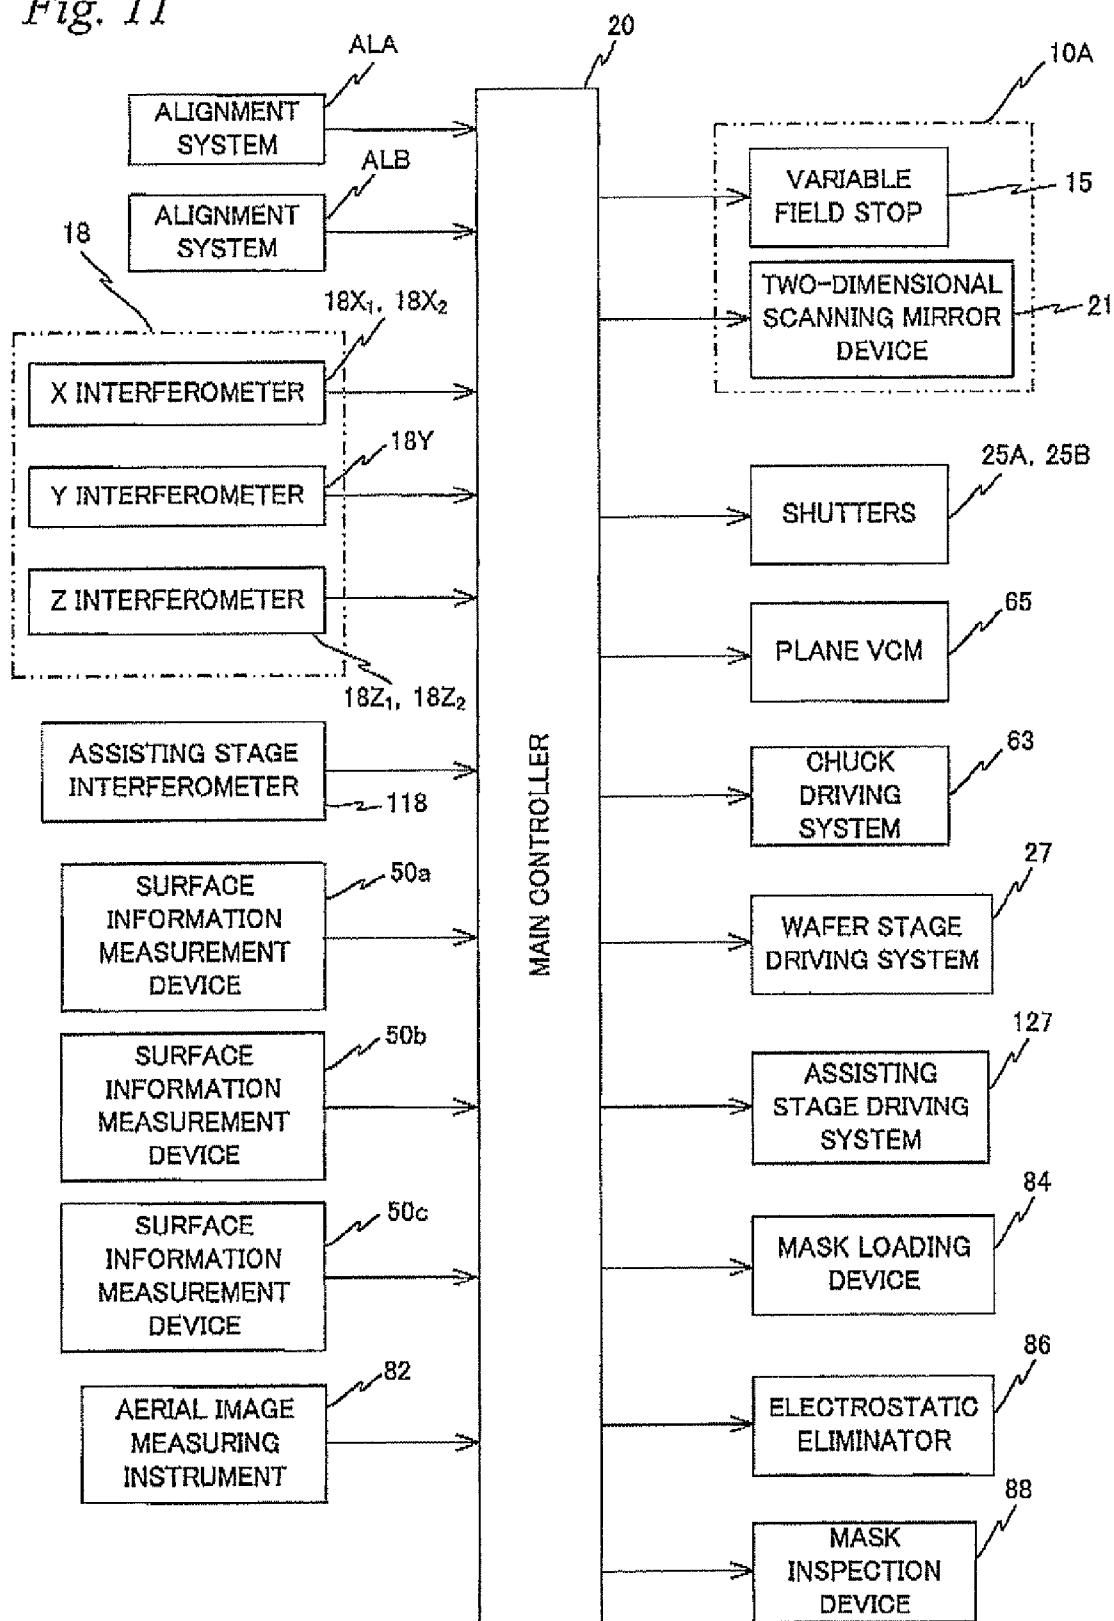 Fig. 11
20
ALA
10A
ALIGNMENT
SYSTEM
ALB
VARIABLE
FIELD STOP
15
ALIGNMENT
SYSTEM
18
TWO-DIMENSIONAL
SCANNING MIRROR
DEVICE
21
18X₁, 18X₂
X INTERFEROMETER
18Y
25A, 25B
Y INTERFEROMETER
SHUTTERS
Z INTERFEROMETER
65
PLANE VCM
18Z₁, 18Z₂
ASSISTING STAGE
INTERFEROMETER
118
MAIN CONTROLLER
63
CHUCK
DRIVING
SYSTEM
27
SURFACE
INFORMATION
MEASUREMENT
DEVICE
50a
WAFER STAGE
DRIVING SYSTEM
127
SURFACE
INFORMATION
MEASUREMENT
DEVICE
50b
ASSISTING
STAGE DRIVING
SYSTEM
84
SURFACE
INFORMATION
MEASUREMENT
DEVICE
50c
MASK LOADING
DEVICE
86
82
AERIAL IMAGE
MEASURING
INSTRUMENT
ELECTROSTATIC
ELIMINATOR
88
MASK
INSPECTION
DEVICE